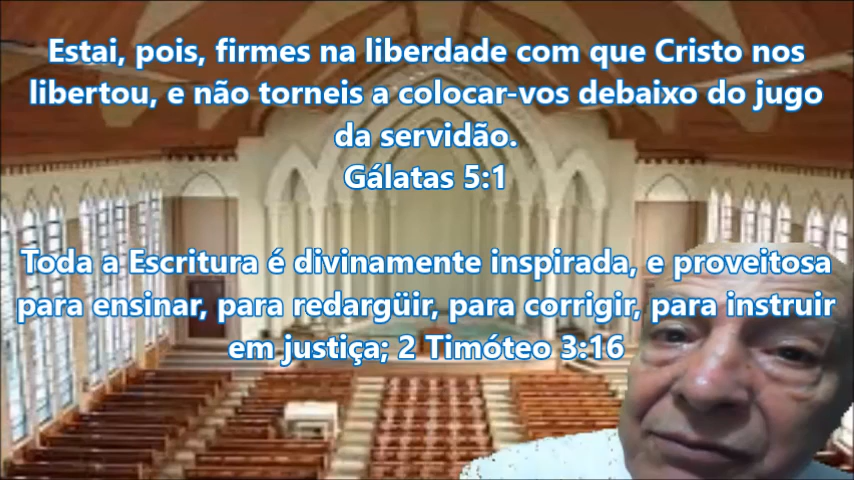 Estai, pois, firmes na liberdade com que Cristo nos
libertou, e não torneis a colocar-vos debaixo do jugo
da servidão.
Gálatas 5:1
Toda a Escritura é divinamente inspirada, e proveitosa
para ensinar, para redargüir, para corrigir, para instruir
em justiça; 2 Timóteo 3:16